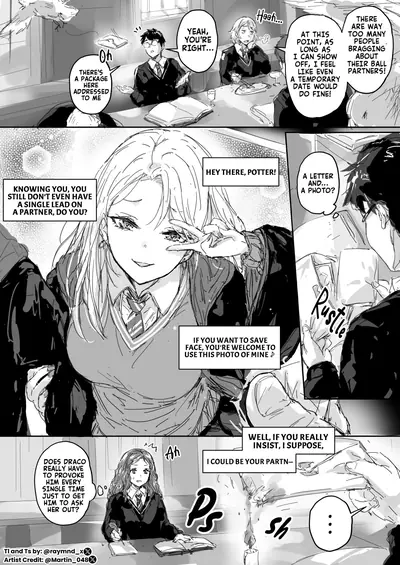 THERE ARE
WAY TOO
MANY
PEOPLE
BRAGGING
ABOUT
THEIR BALL
PARTNERS!
AT THIS
POINT, AS
LONG AS
I CAN
SHOW OFF,
I FEEL
LIKE EVEN
A TEMPORARY
DATE WOULD
DO FINE!
Hooh...
YEAH,
YOU'RE
RIGHT...
Oh
THERE'S
A PACKAGE
HERE
ADDRESSED
TO ME
A LETTER
AND...
A PHOTO?
Rustle
HEY THERE, POTTER!
KNOWING YOU, YOU
STILL DON'T EVEN HAVE
A SINGLE LEAD ON
A PARTNER, DO YOU?
IF YOU WANT TO SAVE
FACE, YOU'RE WELCOME TO
USE THIS PHOTO OF MINE♪
WELL, IF YOU REALLY
INSIST, I SUPPOSE,
I COULD BE YOUR PARTN–
...
Psh
Ah
DOES DRACO
REALLY HAVE
TO PROVOKE
HIM EVERY
SINGLE TIME
JUST TO GET
HIM TO ASK
HER OUT?
Tl and Ts by: @raymnd_x
Artist Credit: @Martin_048